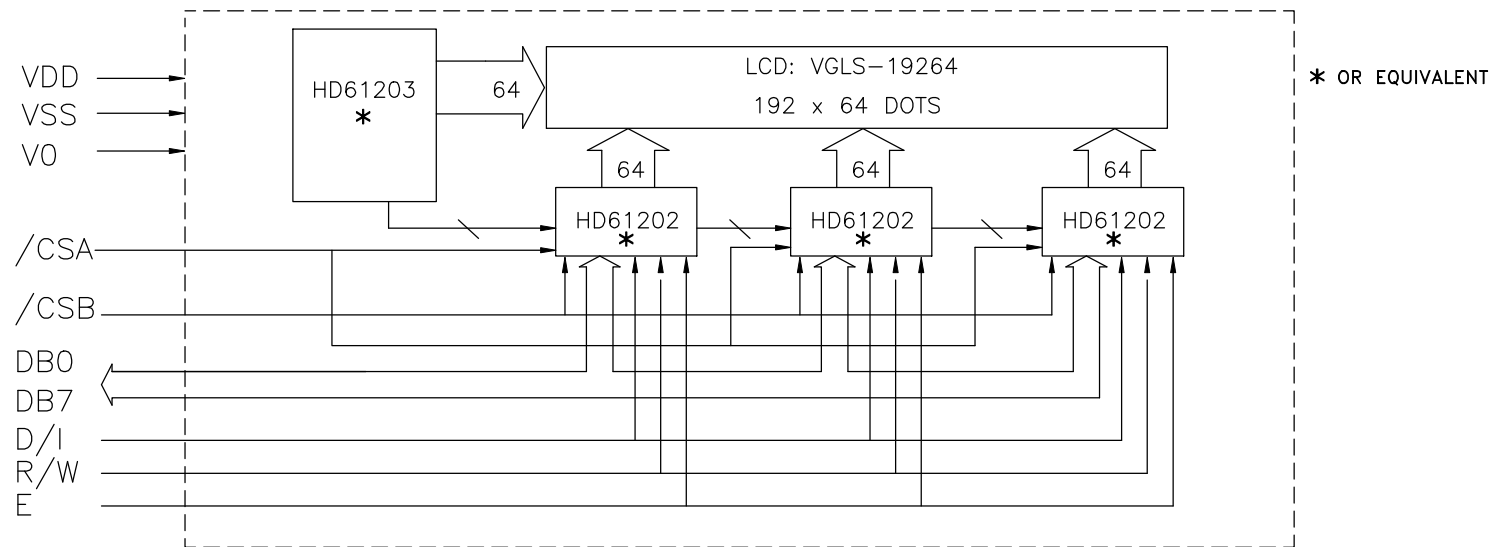 VDD
VSS
V0
/CSA
/CSB
DB0
DB7
D/I
R/W
E
HD61203
*
64
LCD: VGLS-19264
192 x 64 DOTS
* OR EQUIVALENT
64
64
64
HD61202
*
HD61202
*
HD61202
*